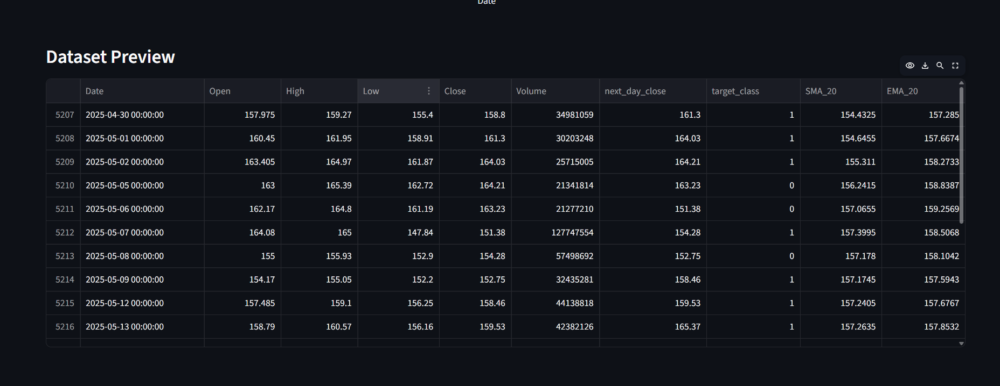 Date
Dataset Preview
Date Open High Low Close Volume next_day_close target_class SMA_20 EMA_20
5207 2025-04-30 00:00:00 157.975 159.27 155.4 158.8 34981059 161.3 1 154.4325 157.285
5208 2025-05-01 00:00:00 160.45 161.95 158.91 161.3 30203248 164.03 1 154.6455 157.6674
5209 2025-05-02 00:00:00 163.405 164.97 161.87 164.03 25715005 164.21 1 155.311 158.2733
5210 2025-05-05 00:00:00 163 165.39 162.72 164.21 21341814 163.23 0 156.2415 158.8387
5211 2025-05-06 00:00:00 162.17 164.8 161.19 163.23 21277210 151.38 0 157.0655 159.2569
5212 2025-05-07 00:00:00 164.08 165 147.84 151.38 127747554 154.28 1 157.3995 158.5068
5213 2025-05-08 00:00:00 155 155.93 152.9 154.28 57498692 152.75 0 157.178 158.1042
5214 2025-05-09 00:00:00 154.17 155.05 152.2 152.75 32435281 158.46 1 157.1745 157.5943
5215 2025-05-12 00:00:00 157.485 159.1 156.25 158.46 44138818 159.53 1 157.2405 157.6767
5216 2025-05-13 00:00:00 158.79 160.57 156.16 159.53 42382126 165.37 1 157.2635 157.8532